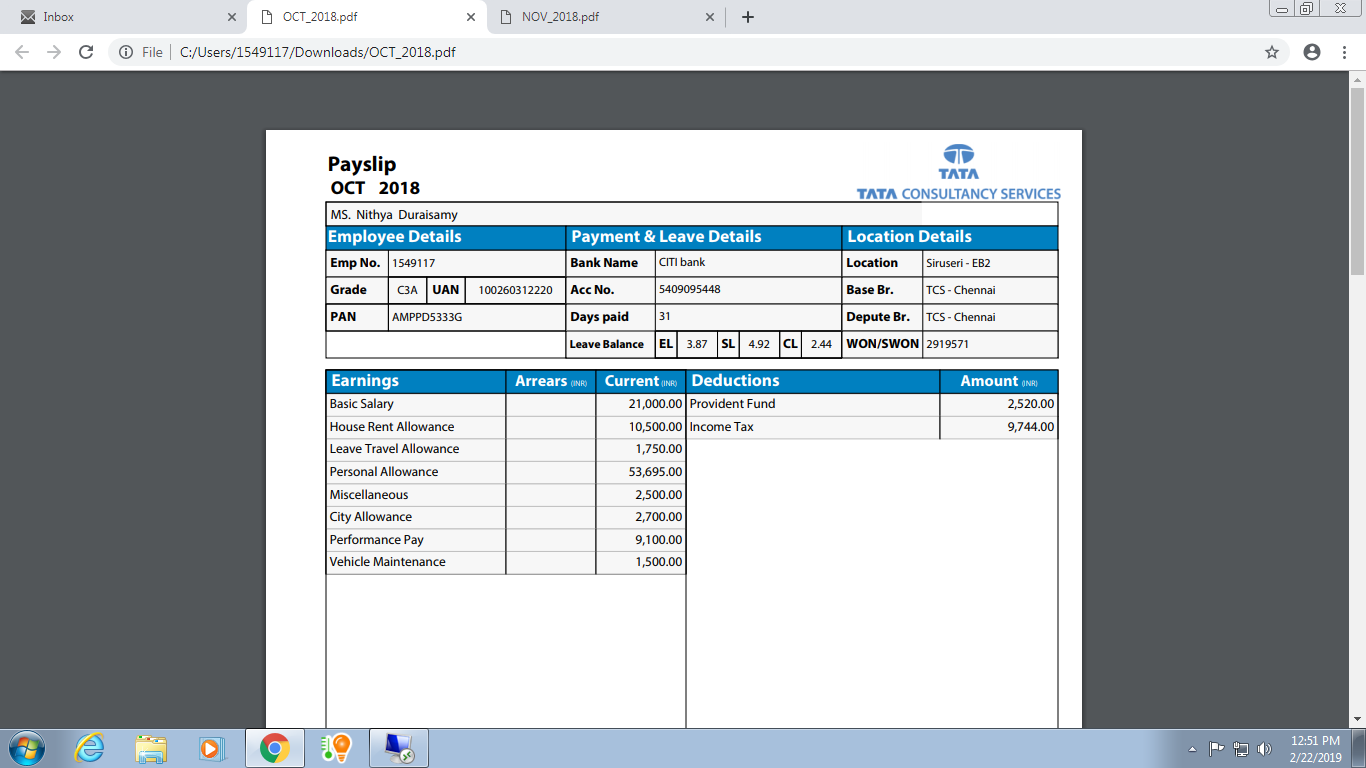 Inbox
OCT_2018.pdf
NOV_2018.pdf
File
C:/Users/1549117/Downloads/OCT_2018.pdf
Payslip
OCT 2018
TATA
TATA CONSULTANCY SERVICES
MS. Nithya Duraisamy
Employee Details Payment & Leave Details Location Details
Emp No. 1549117 Bank Name CITI bank Location Siruseri - EB2
Grade C3A UAN 100260312220 Acc No. 5409095448 Base Br. TCS - Chennai
PAN AMPPD5333G Days paid 31 Depute Br. TCS - Chennai
Leave Balance EL 3.87 SL 4.92 CL 2.44 WON/SWON 2919571
Earnings Arrears (INR) Current (INR) Deductions Amount (INR)
Basic Salary 21,000.00 Provident Fund 2,520.00
House Rent Allowance 10,500.00 Income Tax 9,744.00
Leave Travel Allowance 1,750.00
Personal Allowance 53,695.00
Miscellaneous 2,500.00
City Allowance 2,700.00
Performance Pay 9,100.00
Vehicle Maintenance 1,500.00
12:51 PM
2/22/2019